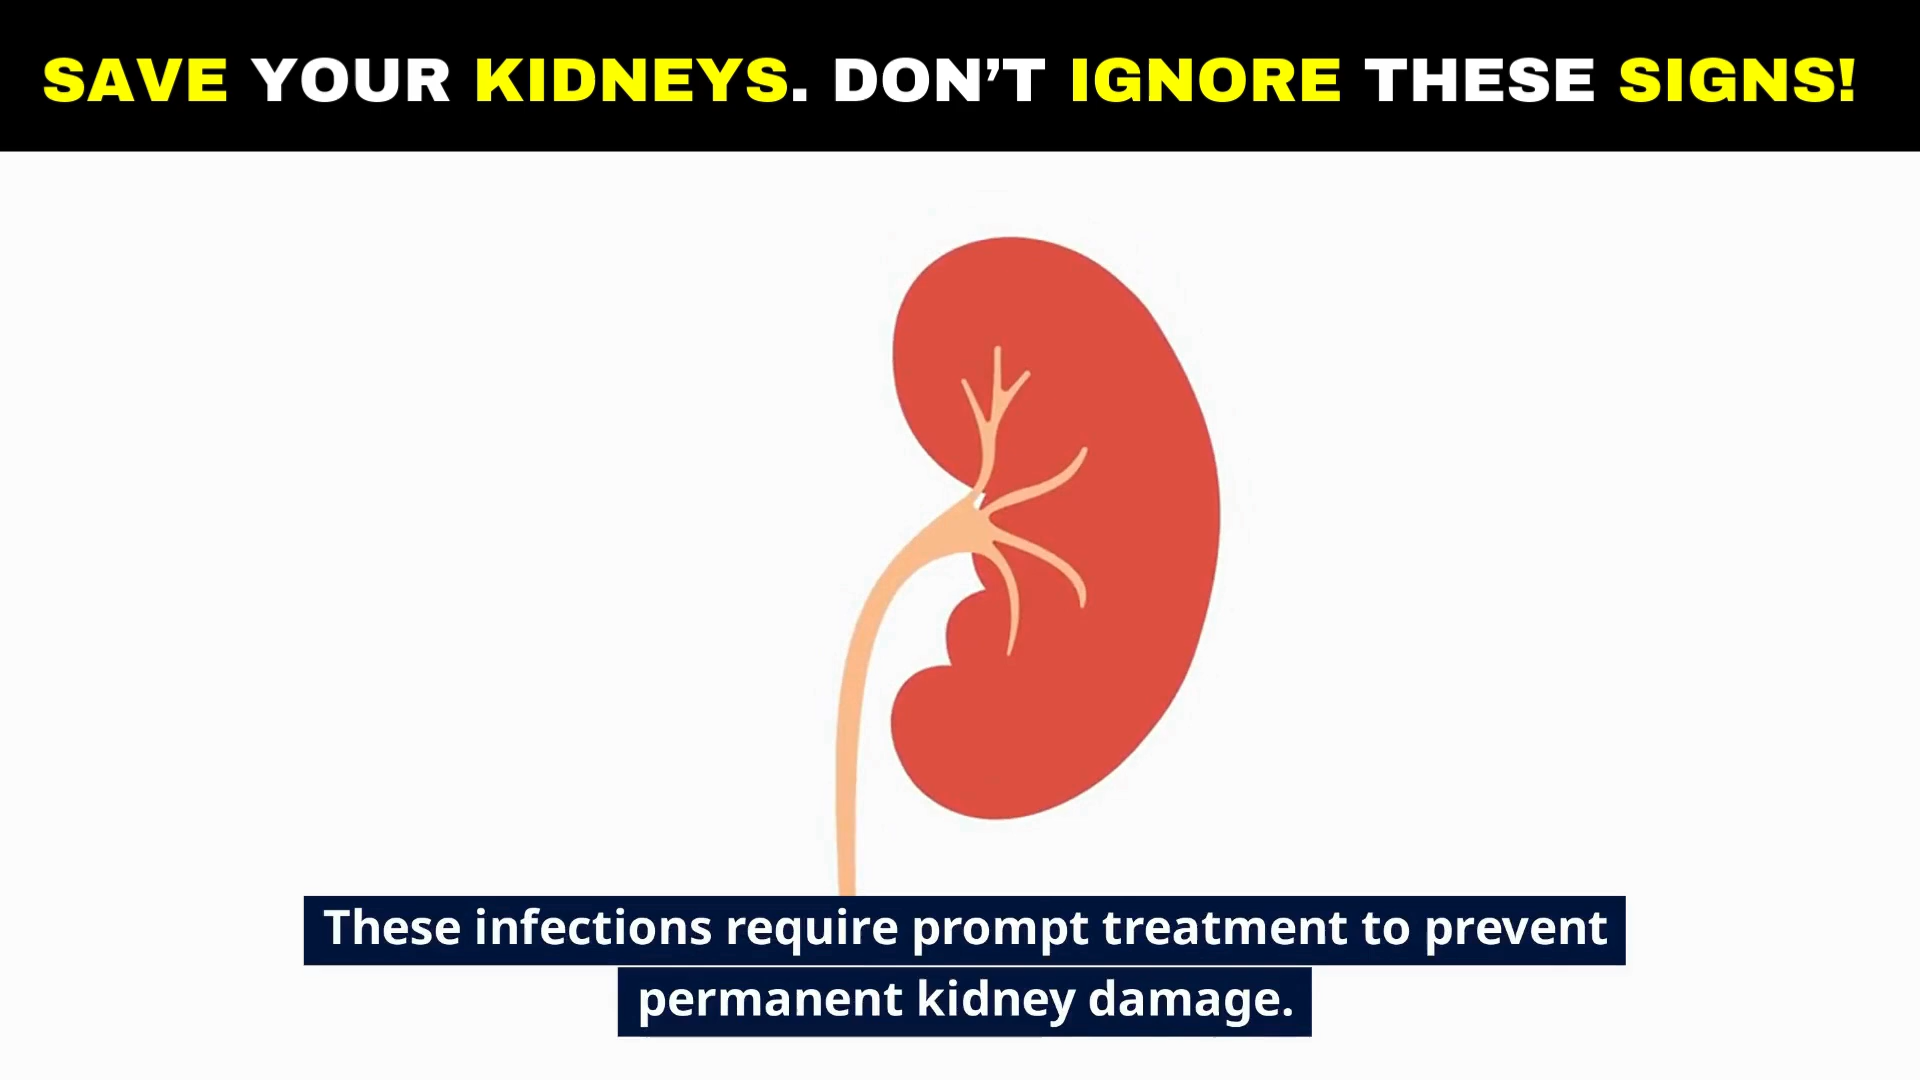 SAVE YOUR KIDNEYS. DON’T IGNORE THESE SIGNS!
These infections require prompt treatment to prevent
permanent kidney damage.